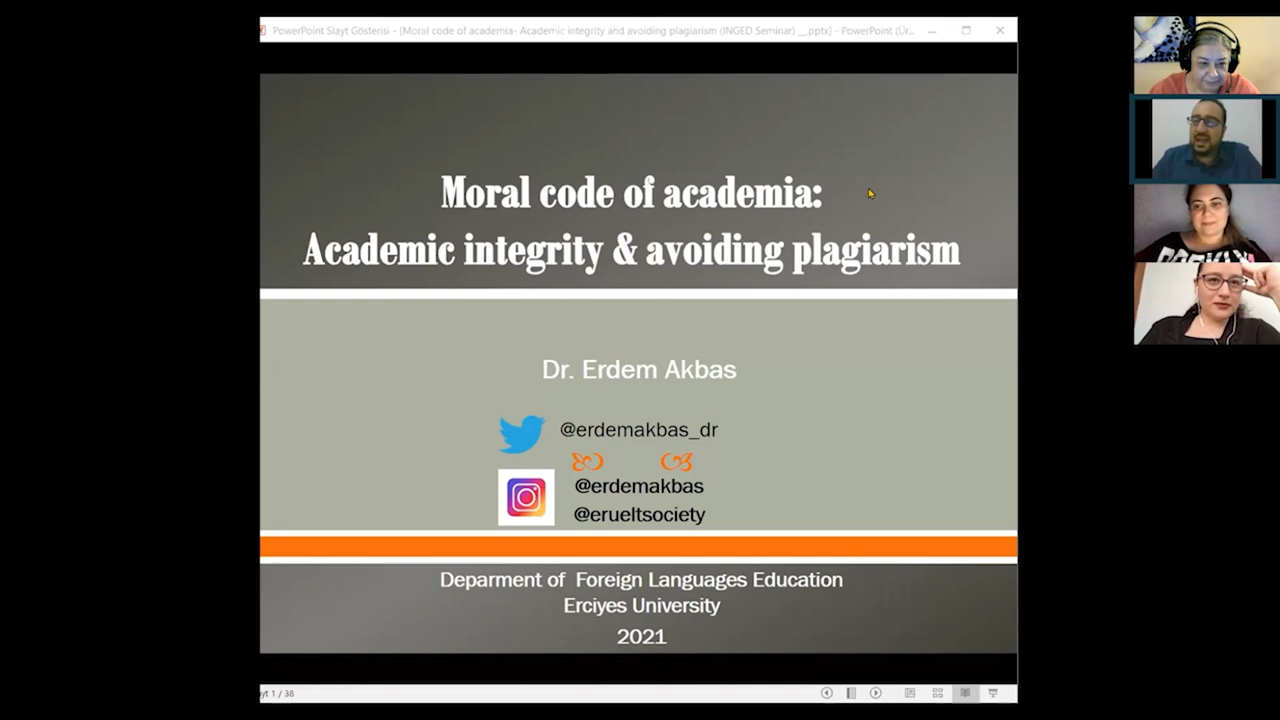 PowerPoint Slayt Gösterisi - [Moral code of academia- Academic integrity and avoiding plagiarism (INGED Seminar) __.pptx] - PowerPoint (Ür...
Moral code of academia:
Academic integrity & avoiding plagiarism
Dr. Erdem Akbas
@erdemakbas_dr
@erdemakbas
@erueltsociety
Deparment of Foreign Languages Education
Erciyes University
2021
yt 1 / 38